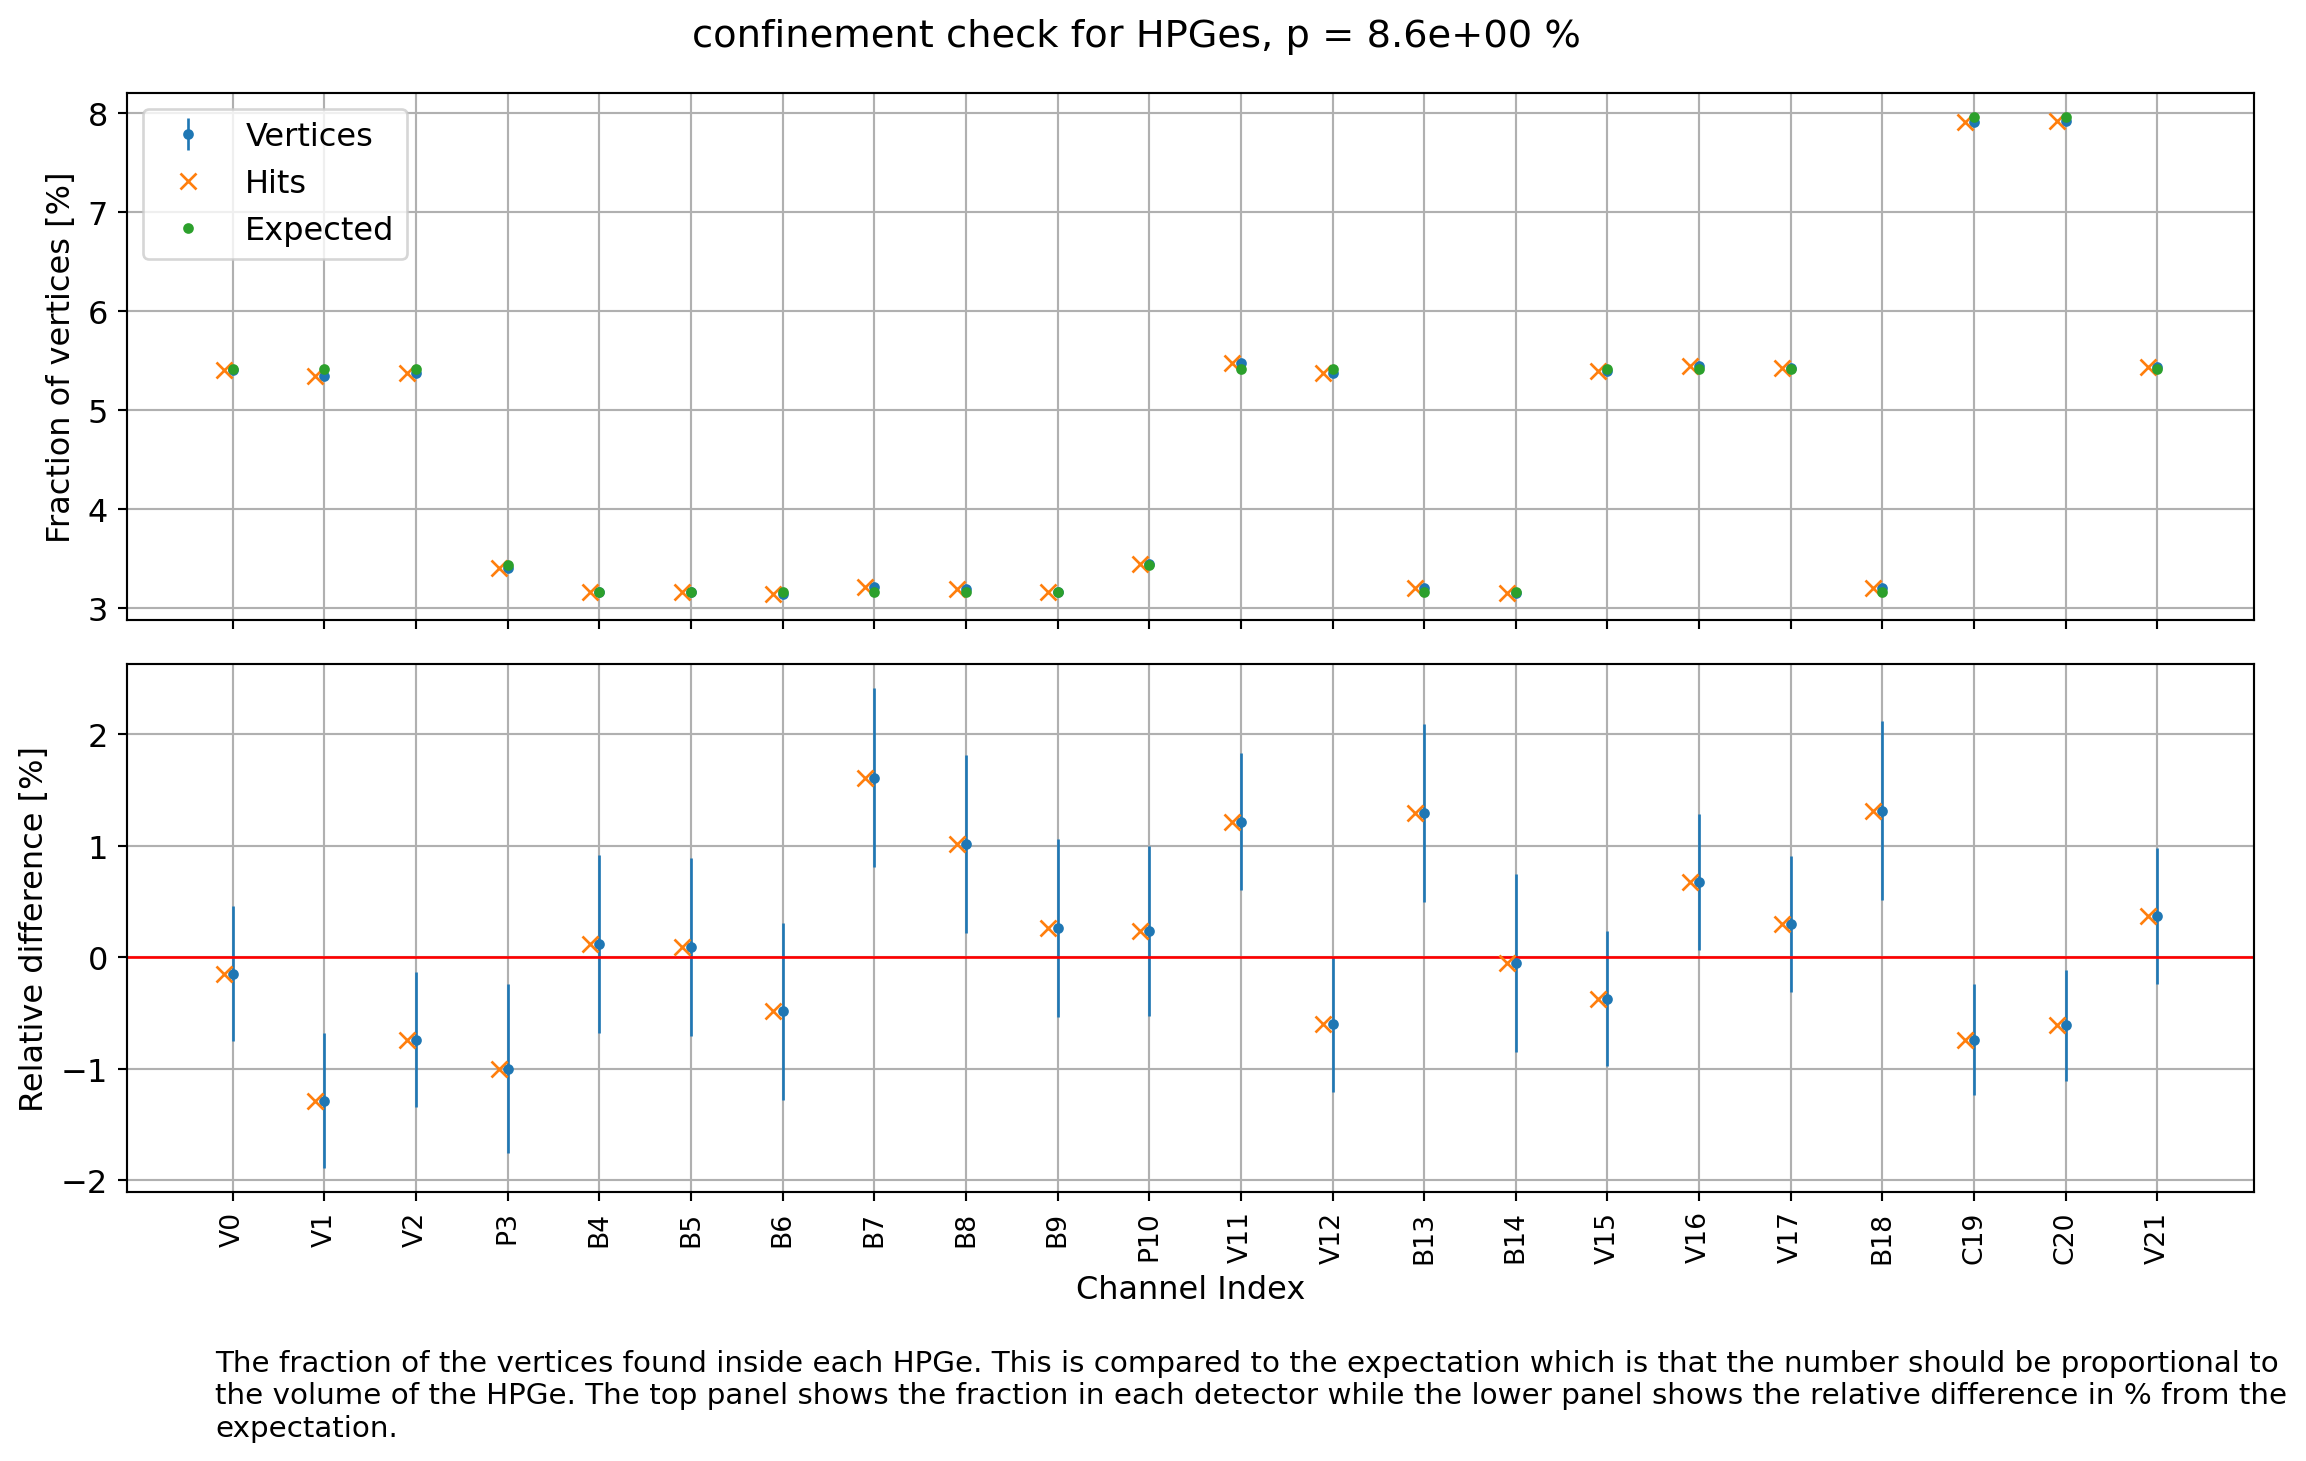 confinement check for HPGes, p = 8.6e+00 %
Fraction of vertices [%]
8
7
6
5
4
3
Vertices
Hits
Expected
Relative difference [%]
2
1
0
−1
−2
V0
V1
V2
P3
B4
B5
B6
B7
B8
B9
P10
V11
V12
B13
B14
V15
V16
V17
B18
C19
C20
V21
Channel Index
The fraction of the vertices found inside each HPGe. This is compared to the expectation which is that the number should be proportional to
the volume of the HPGe. The top panel shows the fraction in each detector while the lower panel shows the relative difference in % from the
expectation.